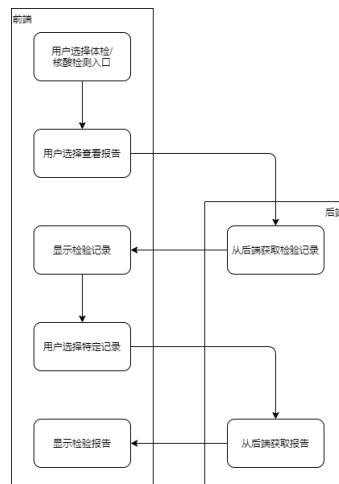 前端
用户选择体检/
核酸检测入口
用户选择查看报告
后端
显示检验记录
从后端获取检验记录
用户选择特定记录
显示检验报告
从后端获取报告